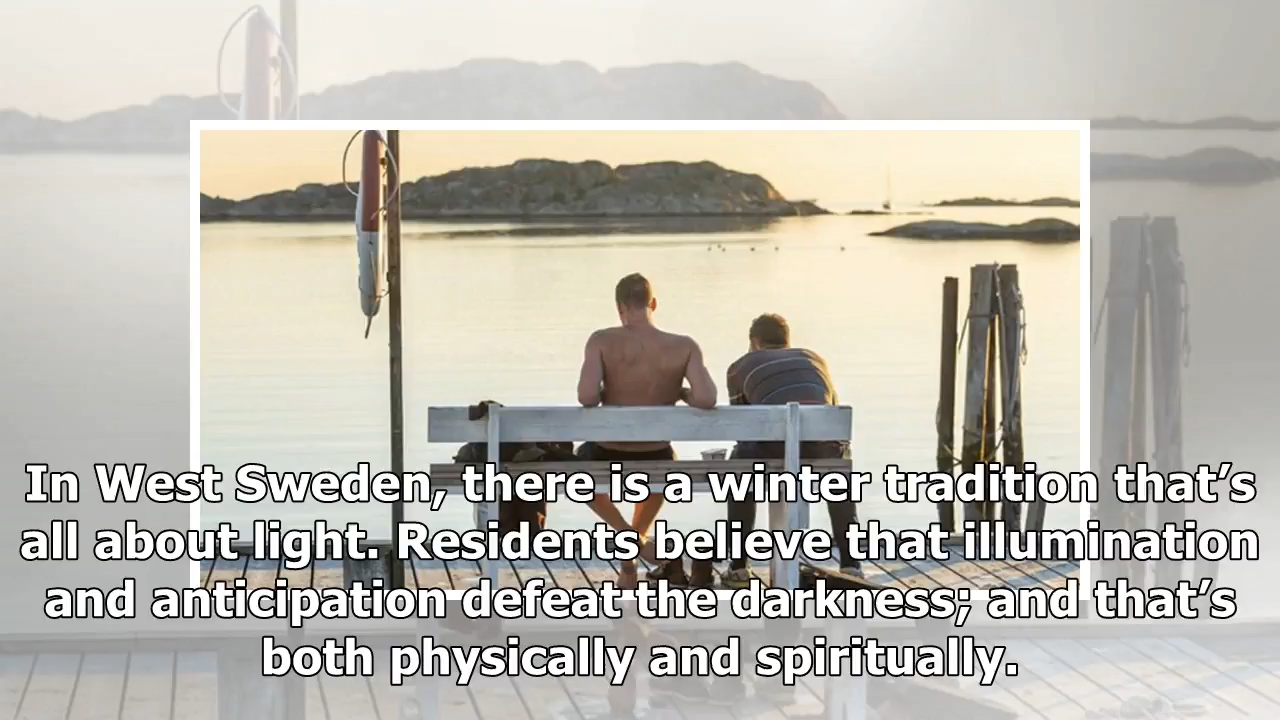 In West Sweden, there is a winter tradition that’s
all about light. Residents believe that illumination
and anticipation defeat the darkness; and that’s
both physically and spiritually.